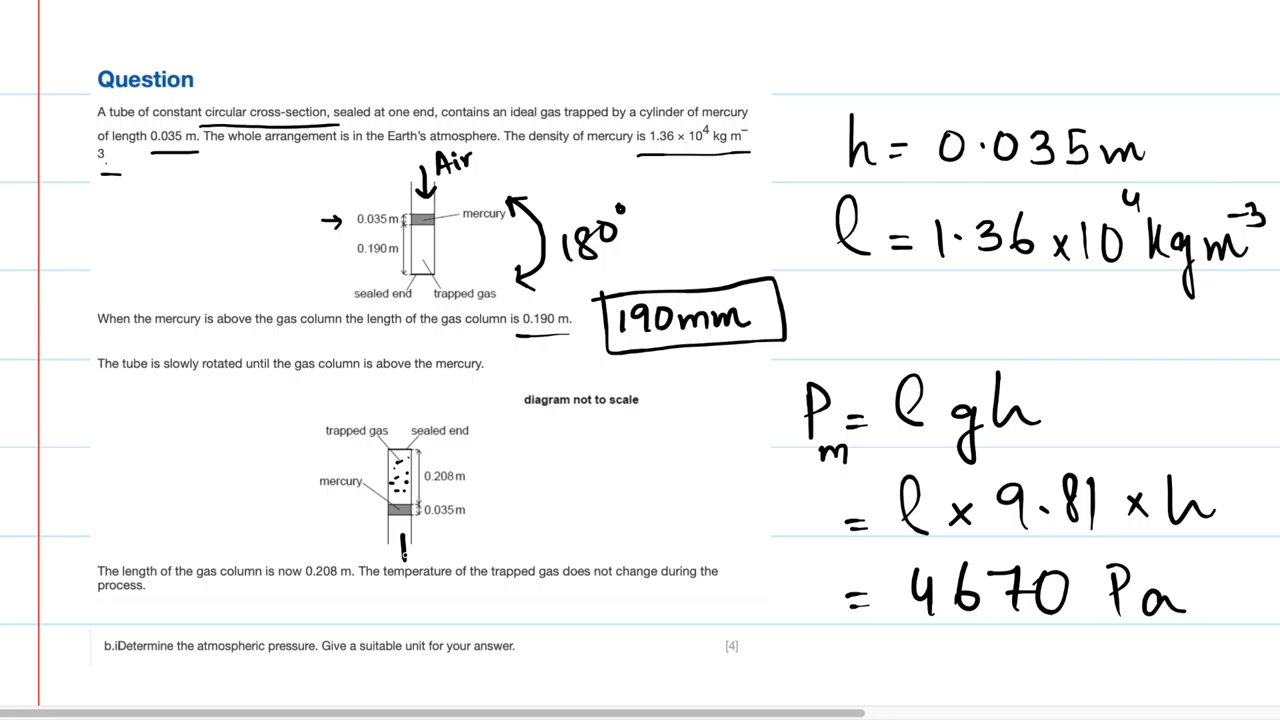 Question
A tube of constant circular cross-section, sealed at one end, contains an ideal gas trapped by a cylinder of mercury
of length 0.035 m. The whole arrangement is in the Earth's atmosphere. The density of mercury is 1.36 × 10⁴ kg m⁻
3
.
Air
0.035 m
mercury
0.190 m
180°
sealed end
trapped gas
When the mercury is above the gas column the length of the gas column is 0.190 m.
190mm
The tube is slowly rotated until the gas column is above the mercury.
diagram not to scale
trapped gas
sealed end
0.208 m
mercury
0.035 m
The length of the gas column is now 0.208 m. The temperature of the trapped gas does not change during the
process.
b.iDetermine the atmospheric pressure. Give a suitable unit for your answer.
[4]
h = 0.035m
ρ = 1.36 × 10⁴ kg m⁻³
Pₘ = ρgh
= ρ × 9.81 × h
= 4670 Pa